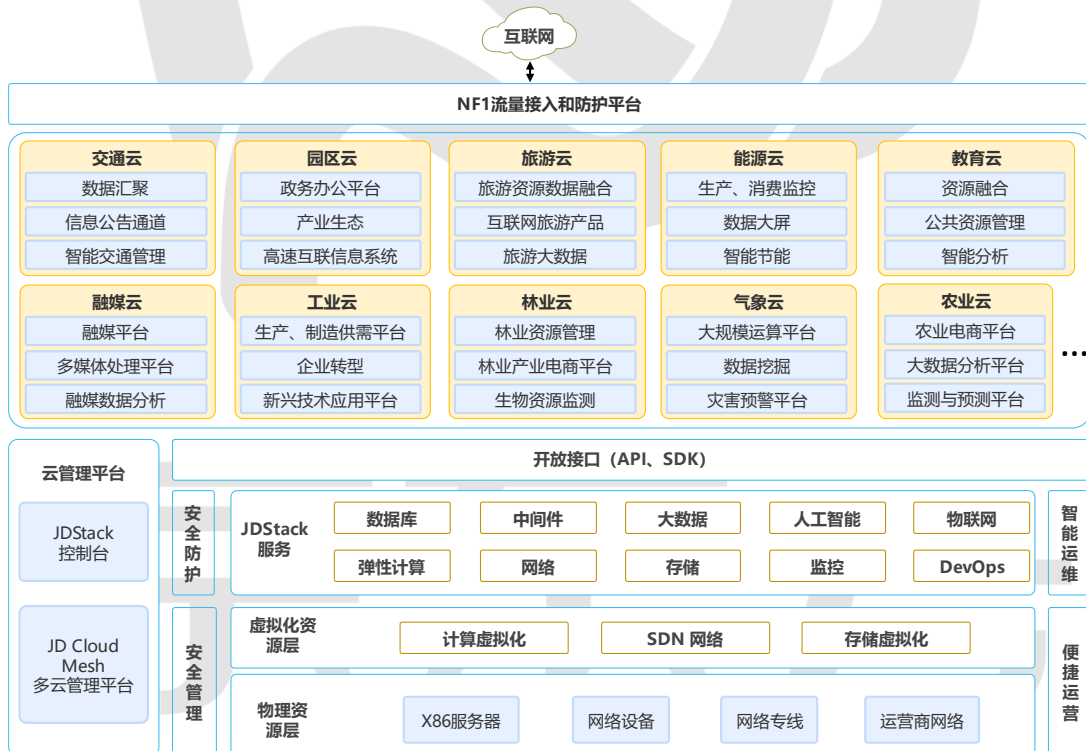 互联网
NF1流量接入和防护平台
交通云
数据汇聚
信息公告通道
智能交通管理
园区云
政务办公平台
产业生态
高速互联信息系统
旅游云
旅游资源数据融合
互联网旅游产品
旅游大数据
能源云
生产、消费监控
数据大屏
智能节能
教育云
资源融合
公共资源管理
智能分析
融媒云
融媒平台
多媒体处理平台
融媒数据分析
工业云
生产、制造供需平台
企业转型
新兴技术应用平台
林业云
林业资源管理
林业产业电商平台
生物资源监测
气象云
大规模运算平台
数据挖掘
灾害预警平台
农业云
农业电商平台
大数据分析平台
监测与预测平台
...
云管理平台
JDStack
控制台
JD Cloud
Mesh
多云管理平台
开放接口（API、SDK）
安全防护
安全管理
JDStack
服务
数据库
中间件
大数据
人工智能
物联网
弹性计算
网络
存储
监控
DevOps
虚拟化资
源层
计算虚拟化
SDN 网络
存储虚拟化
物理资
源层
X86服务器
网络设备
网络专线
运营商网络
智能运维
便捷运营